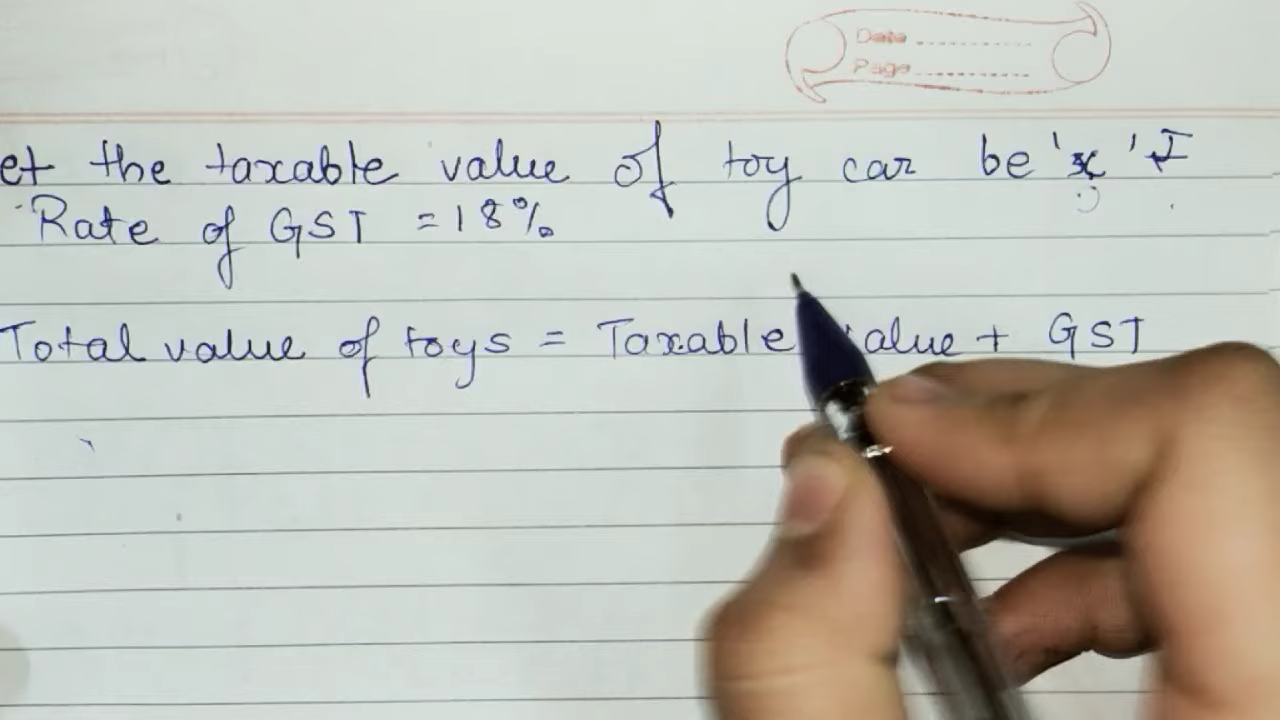 Date
Page
et the taxable value of toy car be 'x' ₹
Rate of GST = 18%
Total value of toys = Taxable value + GST